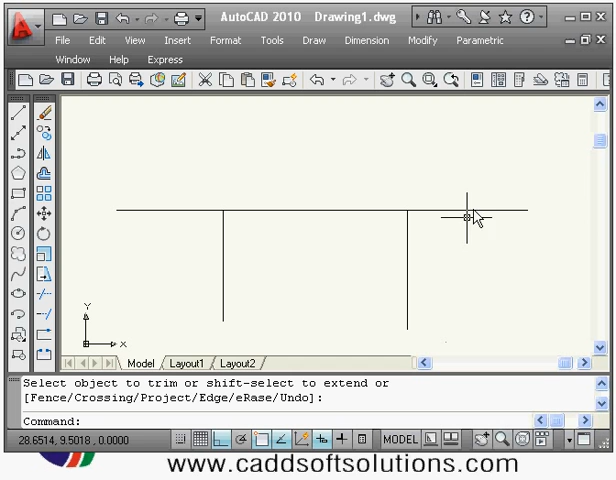 AutoCAD 2010 Drawing1.dwg
File Edit View Insert Format Tools Draw Dimension Modify Parametric
Window Help Express
Y
X
Model Layout1 Layout2
Select object to trim or shift-select to extend or
[Fence/Crossing/Project/Edge/eRase/Undo]:
Command:
28.6514, 9.5018, 0.0000 MODEL
www.caddsoftsolutions.com